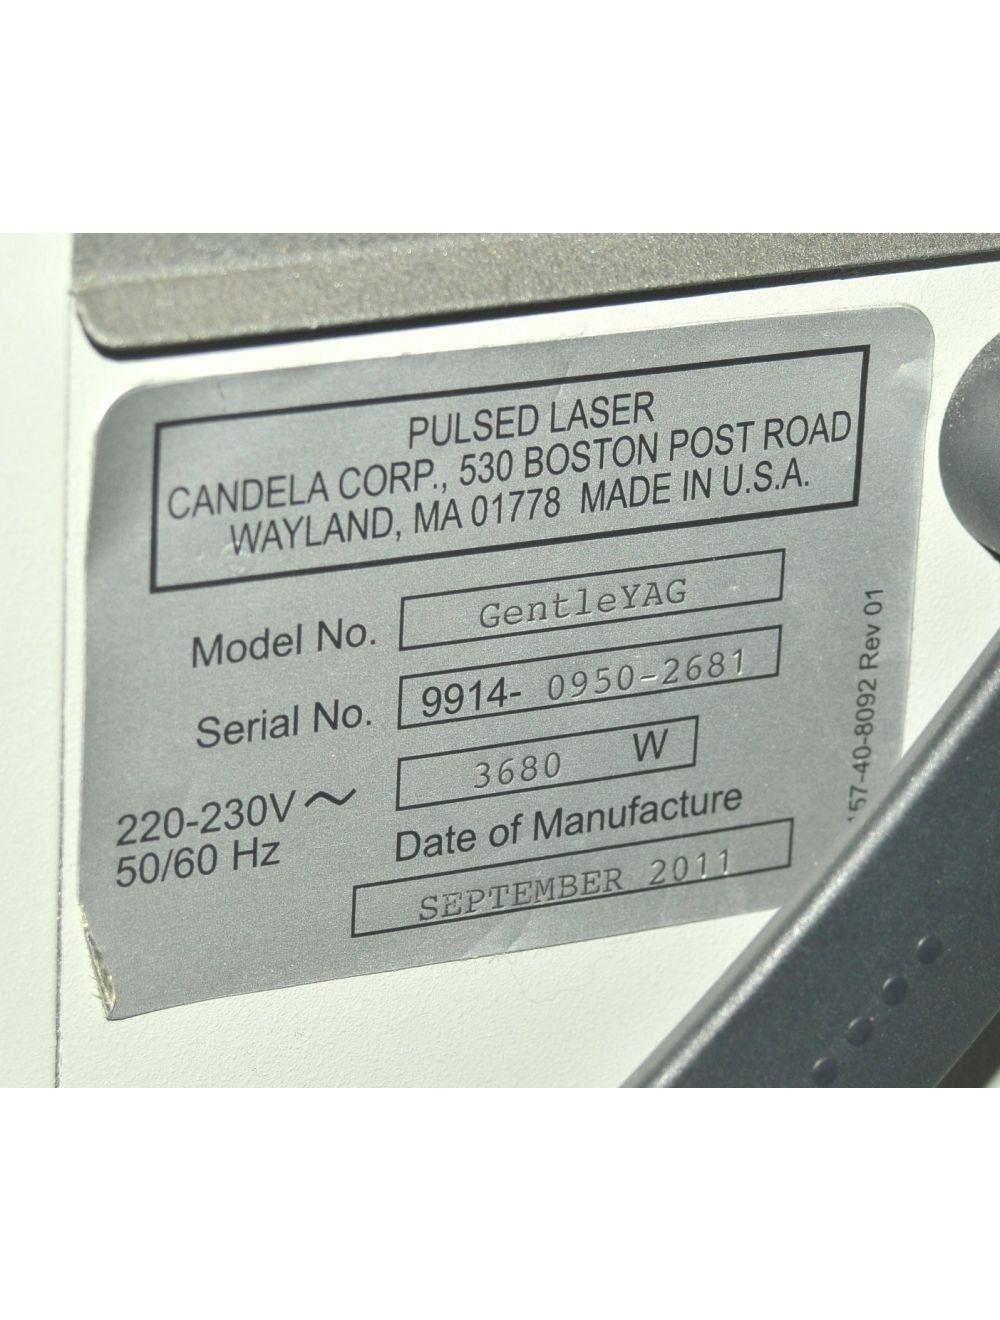 PULSED LASER
CANDELA CORP., 530 BOSTON POST ROAD
WAYLAND, MA 01778 MADE IN U.S.A.
Model No. GentleYAG
Serial No. 9914- 0950-2681
220-230V ~ 3680 W
50/60 Hz
Date of Manufacture
SEPTEMBER 2011
57-40-8092 Rev 01